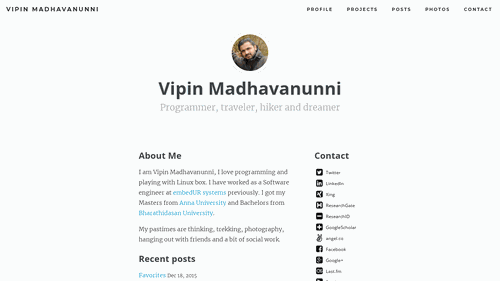 VIPIN MADHAVANUNNI
PROFILE PROJECTS POSTS PHOTOS CONTACT
Vipin Madhavanunni
Programmer, traveler, hiker and dreamer
About Me
I am Vipin Madhavanunni, I love programming and
playing with Linux box. I have worked as a Software
engineer at embedUR systems previously. I got my
Masters from Anna University and Bachelors from
Bharathidasan University.
My pastimes are thinking, trekking, photography,
hanging out with friends and a bit of social work.
Recent posts
Favourites Dec 18, 2015
Contact
Twitter
LinkedIn
Xing
ResearchGate
ResearchID
GoogleScholar
angel.co
Facebook
Google+
Last.fm